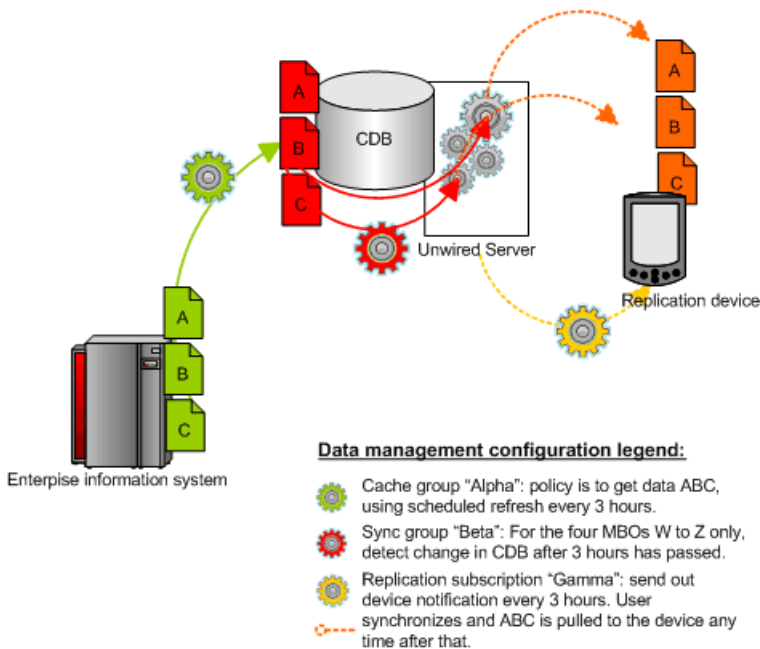 A
B
C
CDB
Unwired Server
A
B
C
Replication device
A
B
C
Enterpise information system
Data management configuration legend:
Cache group “Alpha”: policy is to get data ABC,
using scheduled refresh every 3 hours.
Sync group “Beta”: For the four MBOs W to Z only,
detect change in CDB after 3 hours has passed.
Replication subscription “Gamma”: send out
device notification every 3 hours. User
synchronizes and ABC is pulled to the device any
time after that.